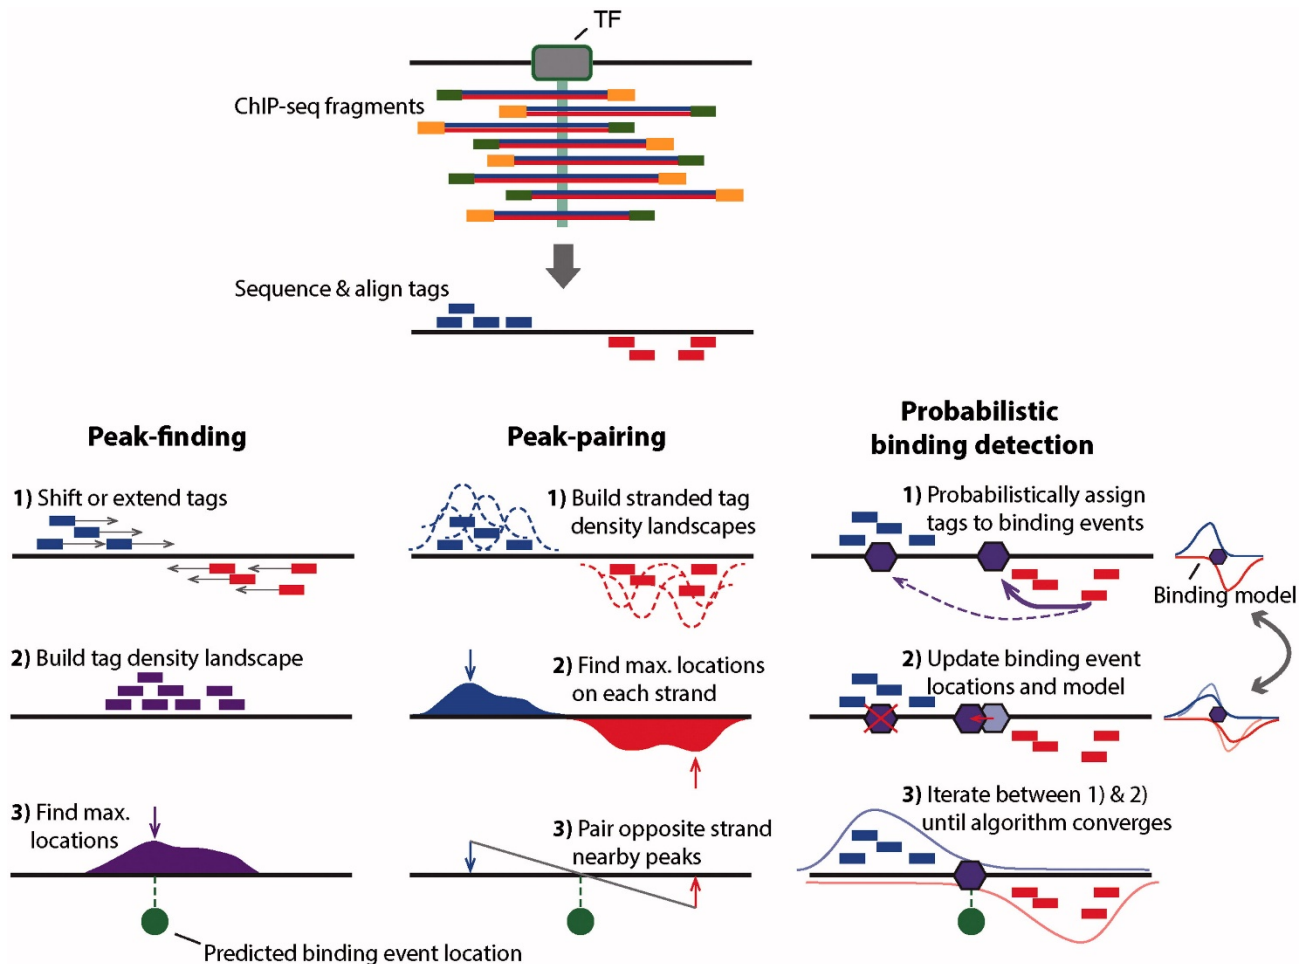 TF
ChIP-seq fragments
Sequence & align tags
Peak-finding
1) Shift or extend tags
2) Build tag density landscape
3) Find max.
locations
Predicted binding event location
Peak-pairing
1) Build stranded tag
density landscapes
2) Find max. locations
on each strand
3) Pair opposite strand
nearby peaks
Probabilistic
binding detection
1) Probabilistically assign
tags to binding events
Binding model
2) Update binding event
locations and model
3) Iterate between 1) & 2)
until algorithm converges